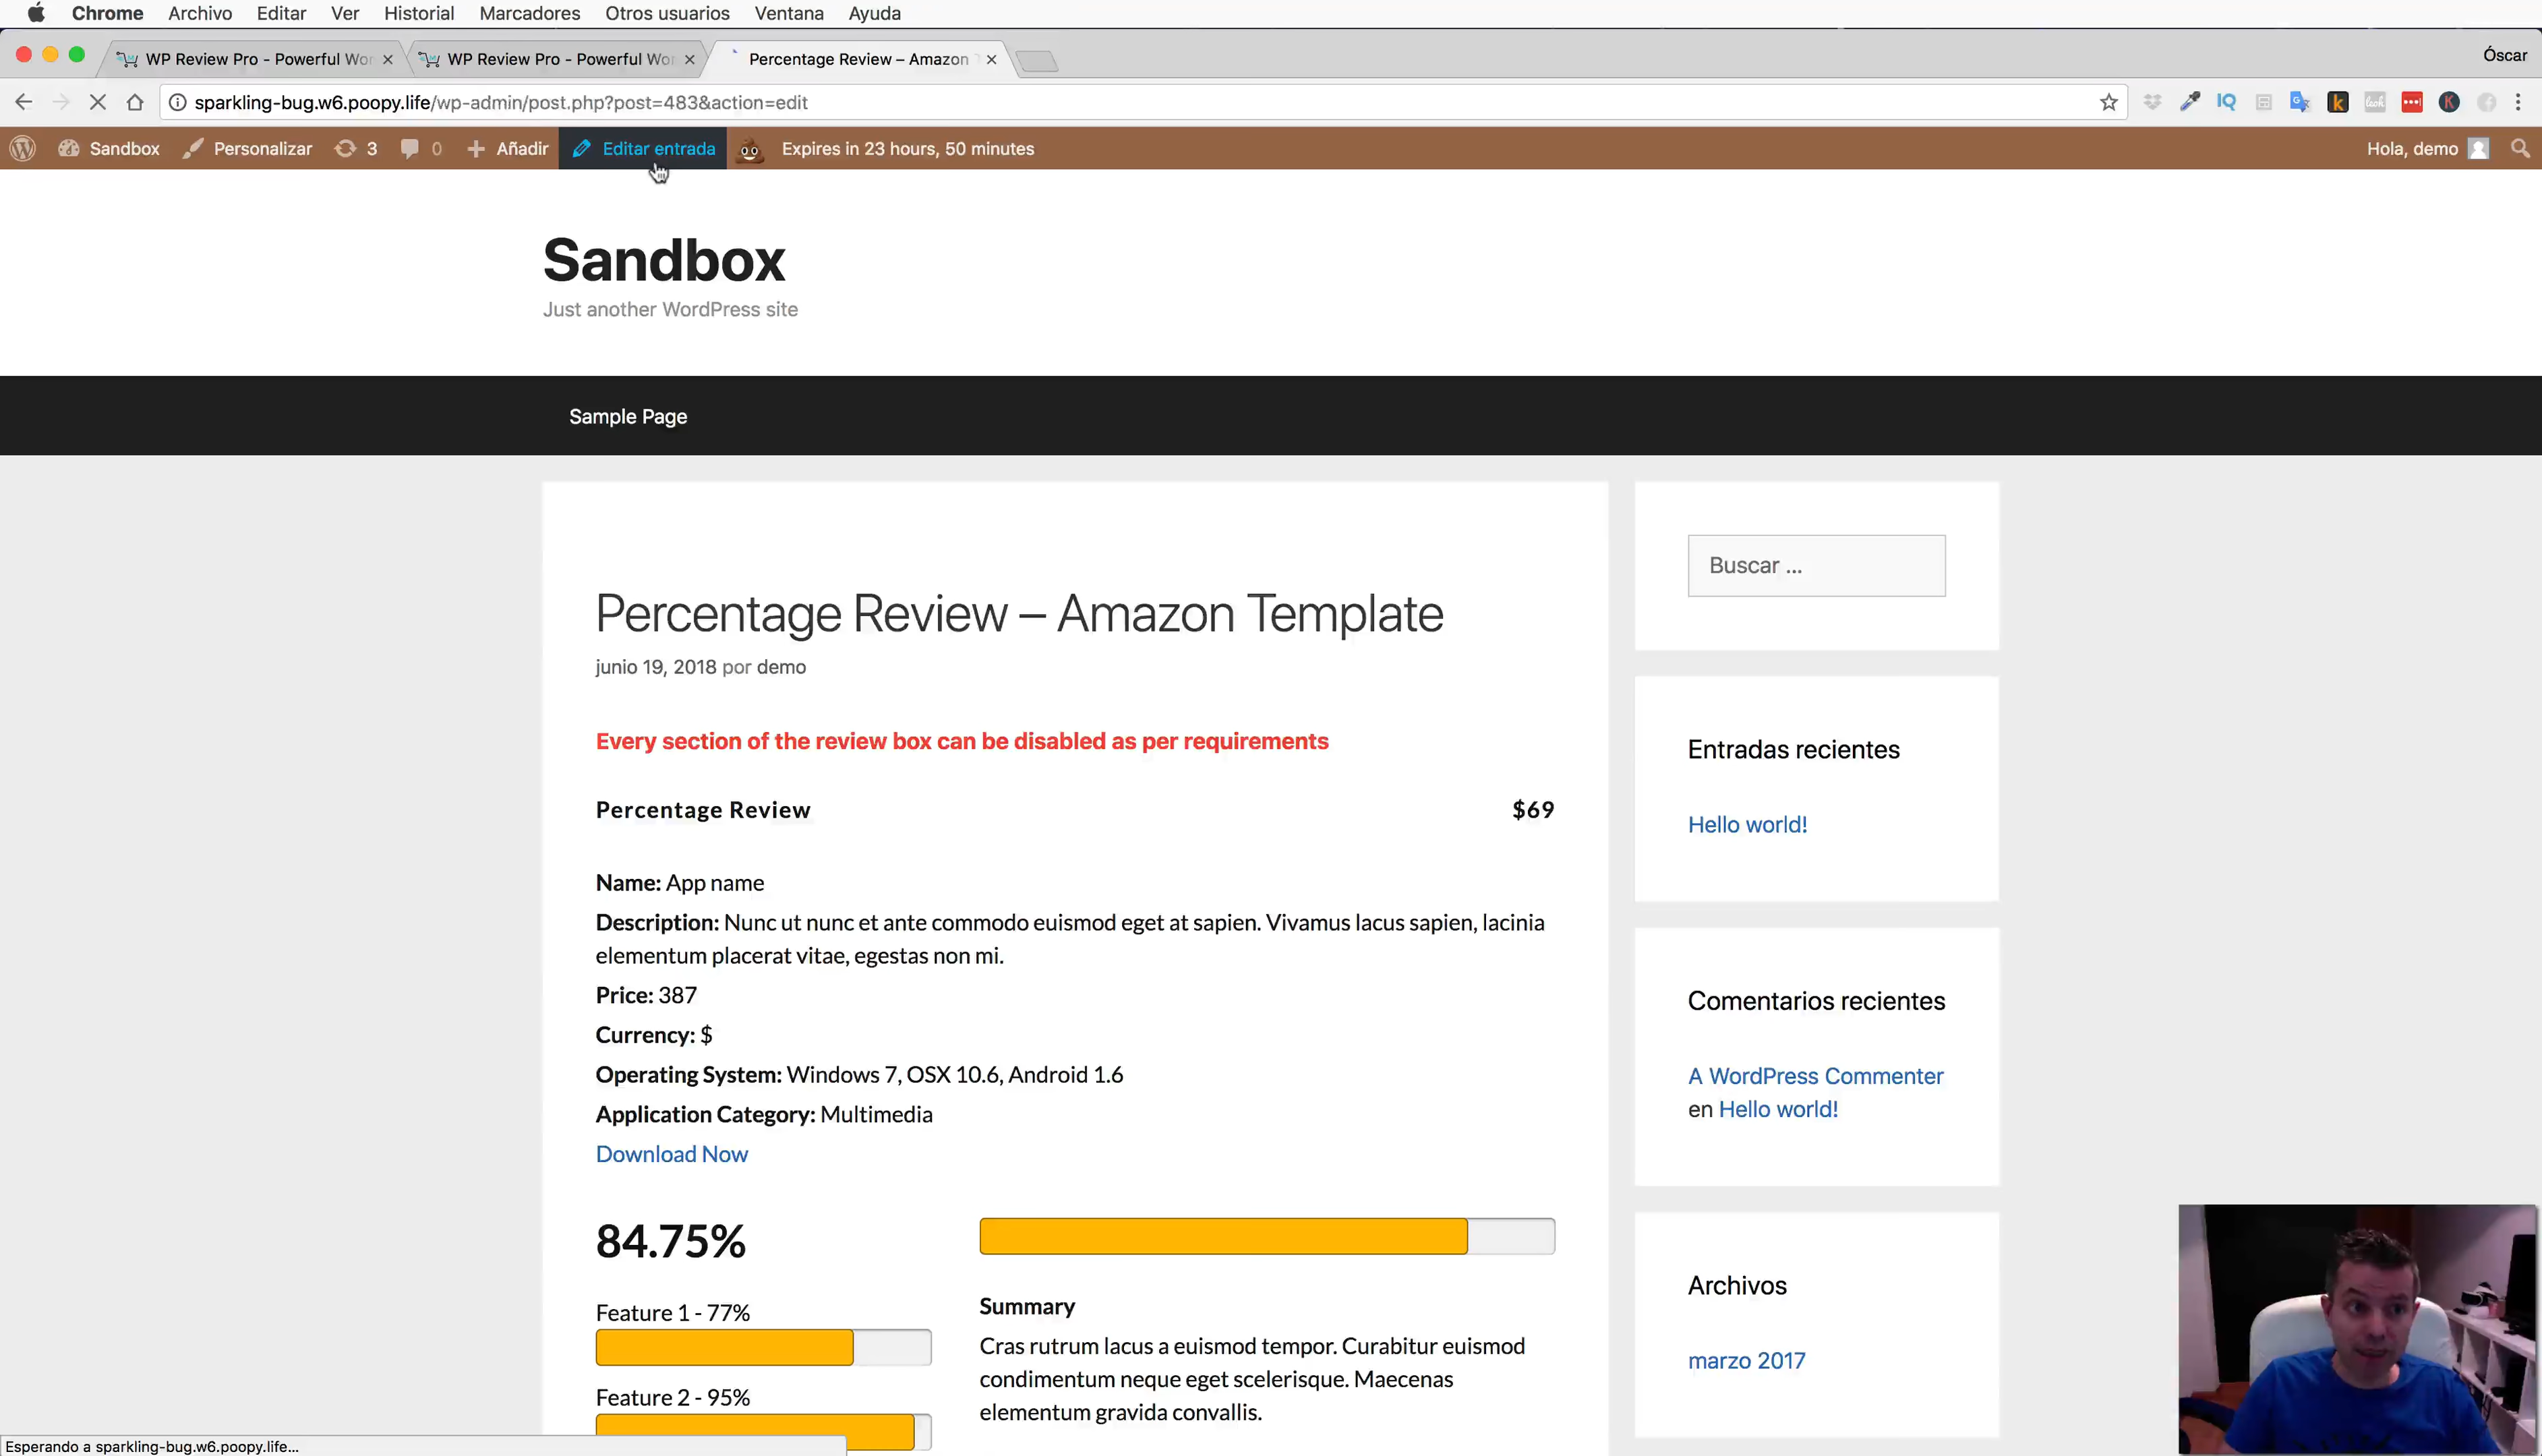 Chrome Archivo Editar Ver Historial Marcadores Otros usuarios Ventana Ayuda
WP Review Pro - Powerful Wor
WP Review Pro - Powerful Wor
Percentage Review – Amazon T
Óscar
sparkling-bug.w6.poopy.life/wp-admin/post.php?post=483&action=edit
Sandbox Personalizar 3 0 Añadir Editar entrada Expires in 23 hours, 50 minutes Hola, demo
Sandbox
Just another WordPress site
Sample Page
Percentage Review – Amazon Template
junio 19, 2018 por demo
Every section of the review box can be disabled as per requirements
Percentage Review $69
Name: App name
Description: Nunc ut nunc et ante commodo euismod eget at sapien. Vivamus lacus sapien, lacinia
elementum placerat vitae, egestas non mi.
Price: 387
Currency: $
Operating System: Windows 7, OSX 10.6, Android 1.6
Application Category: Multimedia
Download Now
84.75%
Feature 1 - 77%
Feature 2 - 95%
Summary
Cras rutrum lacus a euismod tempor. Curabitur euismod
condimentum neque eget scelerisque. Maecenas
elementum gravida convallis.
Buscar ...
Entradas recientes
Hello world!
Comentarios recientes
A WordPress Commenter
en Hello world!
Archivos
marzo 2017
Esperando a sparkling-bug.w6.poopy.life...